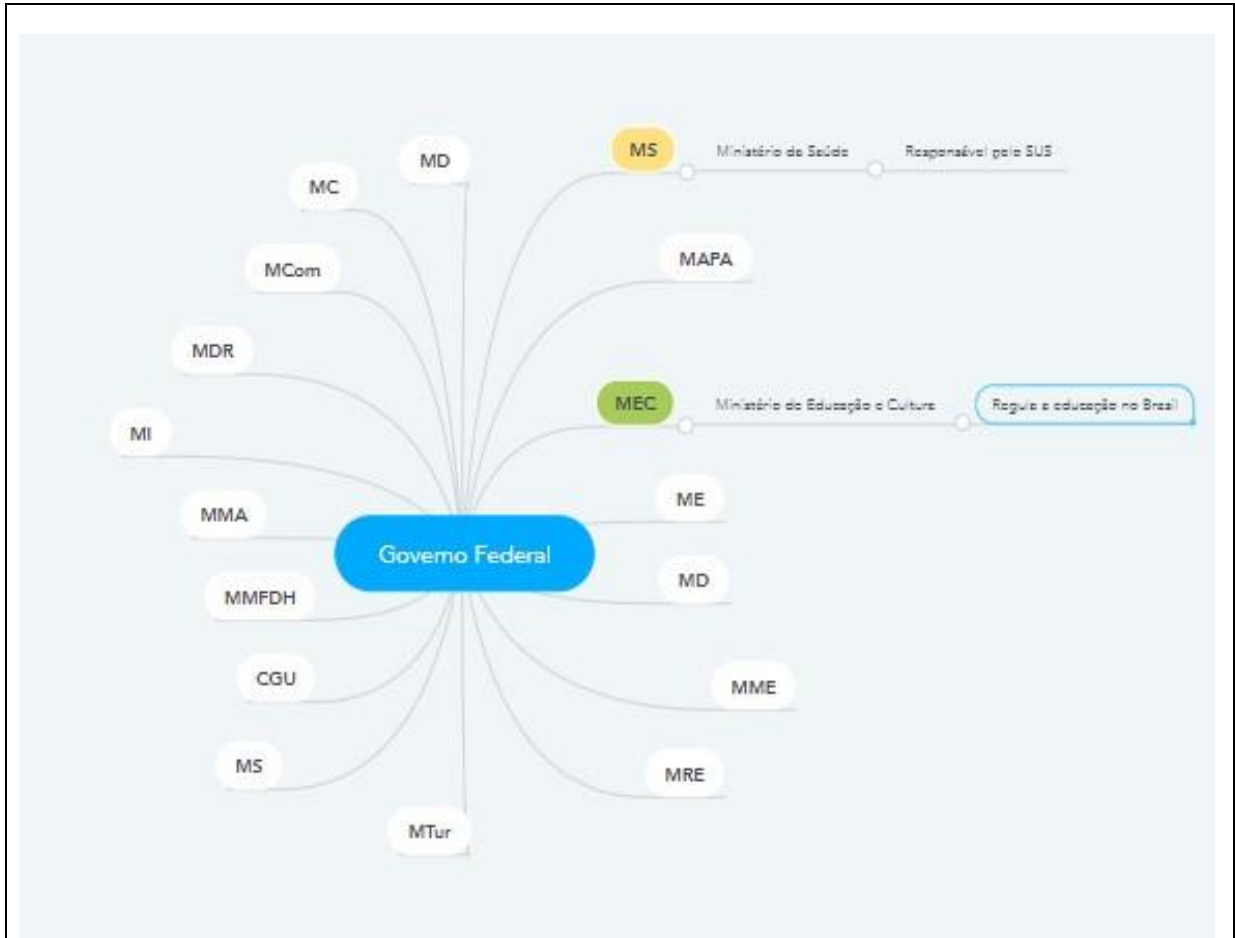 MD
MS
Ministério da Saúde
Responsável pelo SUS
MC
MAPA
MCom
MDR
MEC
Ministério da Educação e Cultura
Regula a educação no Brasil
MI
ME
MMA
Governo Federal
MD
MMFDH
CGU
MME
MS
MRE
MTur